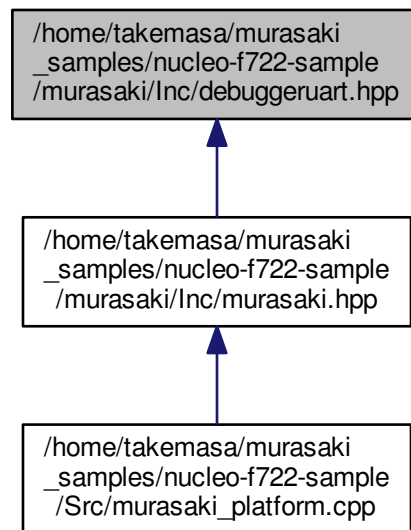 /home/takemasa/murasaki
_samples/nucleo-f722-sample
/murasaki/Inc/debuggeruart.hpp
/home/takemasa/murasaki
_samples/nucleo-f722-sample
/murasaki/Inc/murasaki.hpp
/home/takemasa/murasaki
_samples/nucleo-f722-sample
/Src/murasaki_platform.cpp